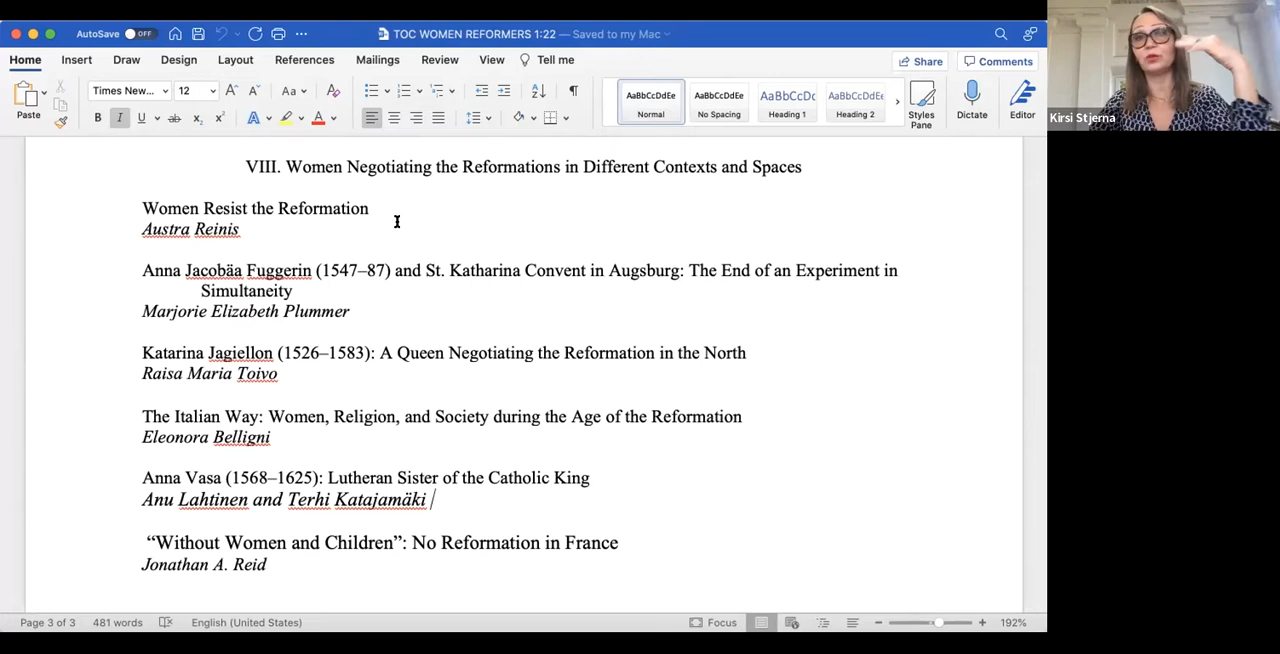 AutoSave OFF TOC WOMEN REFORMERS 1:22 — Saved to my Mac
Home Insert Draw Design Layout References Mailings Review View Tell me Share Comments
Times New... 12 Aa AaBbCcDdEe AaBbCcDdEe AaBbCcDc AaBbCcDdEe
Paste B I U ab x₂ x² A A Normal No Spacing Heading 1 Heading 2 Styles Pane Dictate Editor
Kirsi Stjerna
VIII. Women Negotiating the Reformations in Different Contexts and Spaces
Women Resist the Reformation
Austra Reinis
Anna Jacobäa Fuggerin (1547–87) and St. Katharina Convent in Augsburg: The End of an Experiment in
Simultaneity
Marjorie Elizabeth Plummer
Katarina Jagiellon (1526–1583): A Queen Negotiating the Reformation in the North
Raisa Maria Toivo
The Italian Way: Women, Religion, and Society during the Age of the Reformation
Eleonora Belligni
Anna Vasa (1568–1625): Lutheran Sister of the Catholic King
Anu Lahtinen and Terhi Katajamäki
“Without Women and Children”: No Reformation in France
Jonathan A. Reid
Page 3 of 3 481 words English (United States) Focus 192%